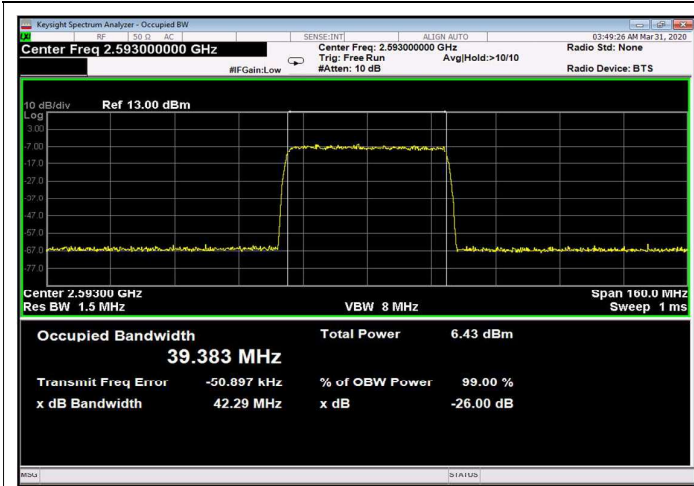 Keysight Spectrum Analyzer - Occupied BW
RF 50 Ω AC SENSE:INT ALIGN AUTO 03:49:26 AM Mar31, 2020
Center Freq 2.593000000 GHz Center Freq: 2.593000000 GHz Radio Std: None
Trig: Free Run Avg|Hold:>10/10
#IFGain:Low #Atten: 10 dB Radio Device: BTS
10 dB/div Ref 13.00 dBm
Log
3.00
-7.00
-17.0
-27.0
-37.0
-47.0
-57.0
-67.0
-77.0
Center 2.59300 GHz Span 160.0 MHz
Res BW 1.5 MHz VBW 8 MHz Sweep 1 ms
Occupied Bandwidth Total Power 6.43 dBm
39.383 MHz
Transmit Freq Error -50.897 kHz % of OBW Power 99.00 %
x dB Bandwidth 42.29 MHz x dB -26.00 dB
MSG STATUS